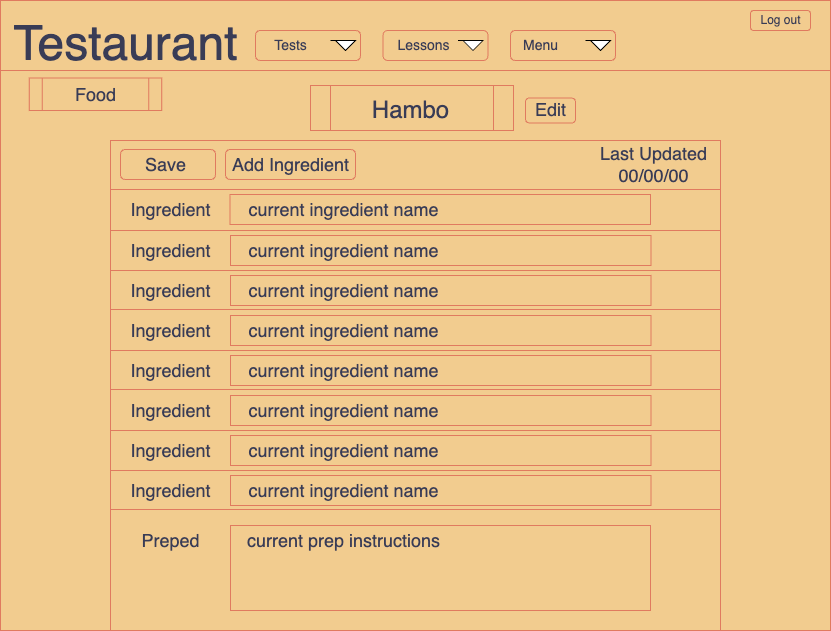 Log out
Testaurant
Tests
Lessons
Menu
Food
Hambo
Edit
Save
Add Ingredient
Last Updated
00/00/00
Ingredient current ingredient name
Ingredient current ingredient name
Ingredient current ingredient name
Ingredient current ingredient name
Ingredient current ingredient name
Ingredient current ingredient name
Ingredient current ingredient name
Ingredient current ingredient name
Preped current prep instructions